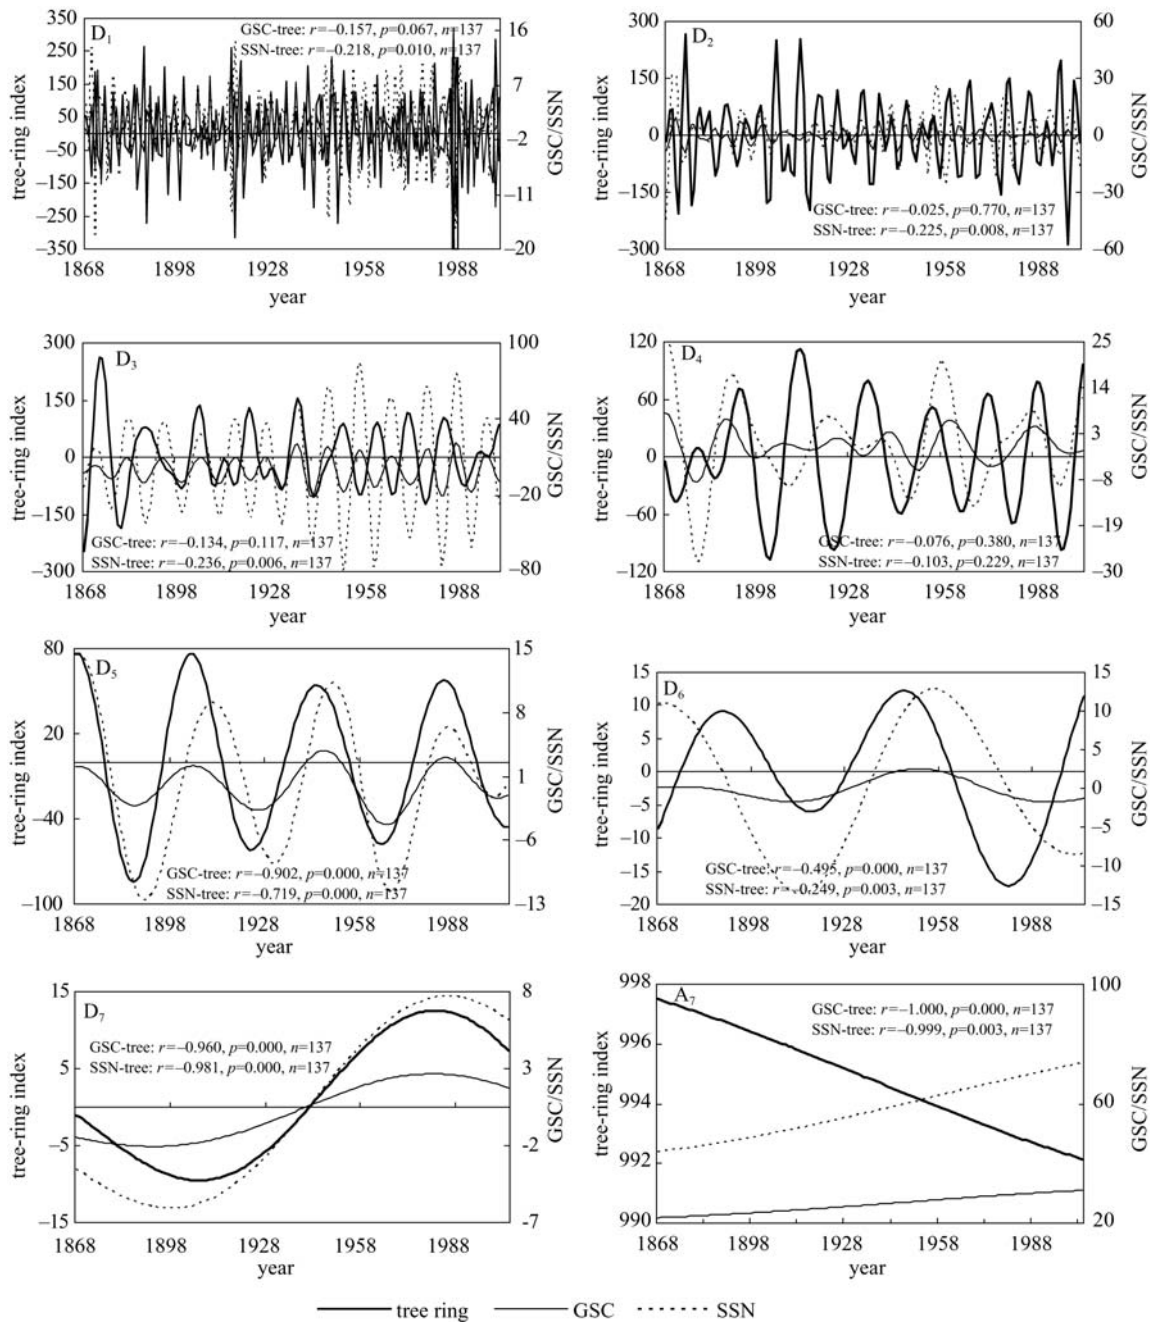 D1
GSC-tree: r=–0.157, p=0.067, n=137
SSN-tree: r=–0.218, p=0.010, n=137
350
250
150
50
–50
–150
–250
–350
16
7
–2
–11
–20
tree-ring index
GSC/SSN
1868 1898 1928 1958 1988
year
D2
300
150
0
–150
–300
60
30
0
–30
–60
tree-ring index
GSC/SSN
GSC-tree: r=–0.025, p=0.770, n=137
SSN-tree: r=–0.225, p=0.008, n=137
1868 1898 1928 1958 1988
year
D3
300
150
0
–150
–300
100
40
–20
–80
tree-ring index
GSC/SSN
GSC-tree: r=–0.134, p=0.117, n=137
SSN-tree: r=–0.236, p=0.006, n=137
1868 1898 1928 1958 1988
year
D4
120
60
0
–60
–120
25
14
3
–8
–19
–30
tree-ring index
GSC/SSN
GSC-tree: r=–0.076, p=0.380, n=137
SSN-tree: r=–0.103, p=0.229, n=137
1868 1898 1928 1958 1988
year
D5
80
20
–40
–100
15
8
1
–6
–13
tree-ring index
GSC/SSN
GSC-tree: r=–0.902, p=0.000, n=137
SSN-tree: r=–0.719, p=0.000, n=137
1868 1898 1928 1958 1988
year
D6
15
10
5
0
–5
–10
–15
–20
15
10
5
0
–5
–10
–15
tree-ring index
GSC/SSN
GSC-tree: r=–0.495, p=0.000, n=137
SSN-tree: r=–0.249, p=0.003, n=137
1868 1898 1928 1958 1988
year
D7
15
5
–5
–15
8
3
-2
-7
tree-ring index
GSC/SSN
GSC-tree: r=–0.960, p=0.000, n=137
SSN-tree: r=–0.981, p=0.000, n=137
1868 1898 1928 1958 1988
year
A7
998
996
994
992
990
100
60
20
tree-ring index
GSC/SSN
GSC-tree: r=–1.000, p=0.000, n=137
SSN-tree: r=–0.999, p=0.003, n=137
1868 1898 1928 1958 1988
year
tree ring GSC SSN